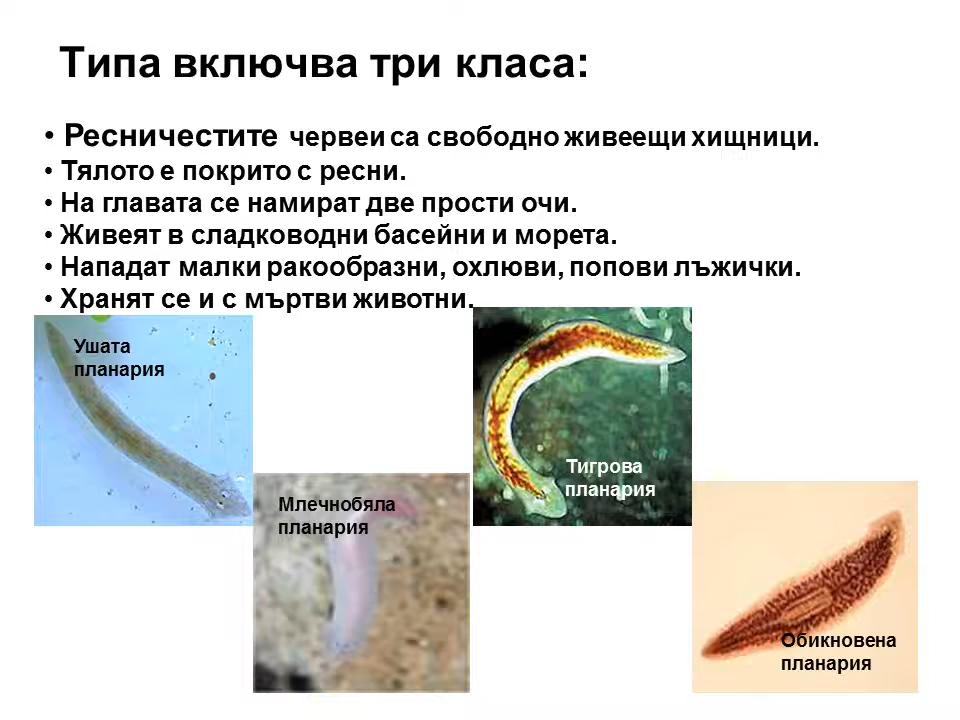 Типа включва три класа:
• Ресничестите червеи са свободно живеещи хищници.
• Тялото е покрито с ресни.
• На главата се намират две прости очи.
• Живеят в сладководни басейни и морета.
• Нападат малки ракообразни, охлюви, попови лъжички.
• Хранят се и с мъртви животни.
Ушата
планария
Млечнобяла
планария
Тигрова
планария
Обикновена
планария